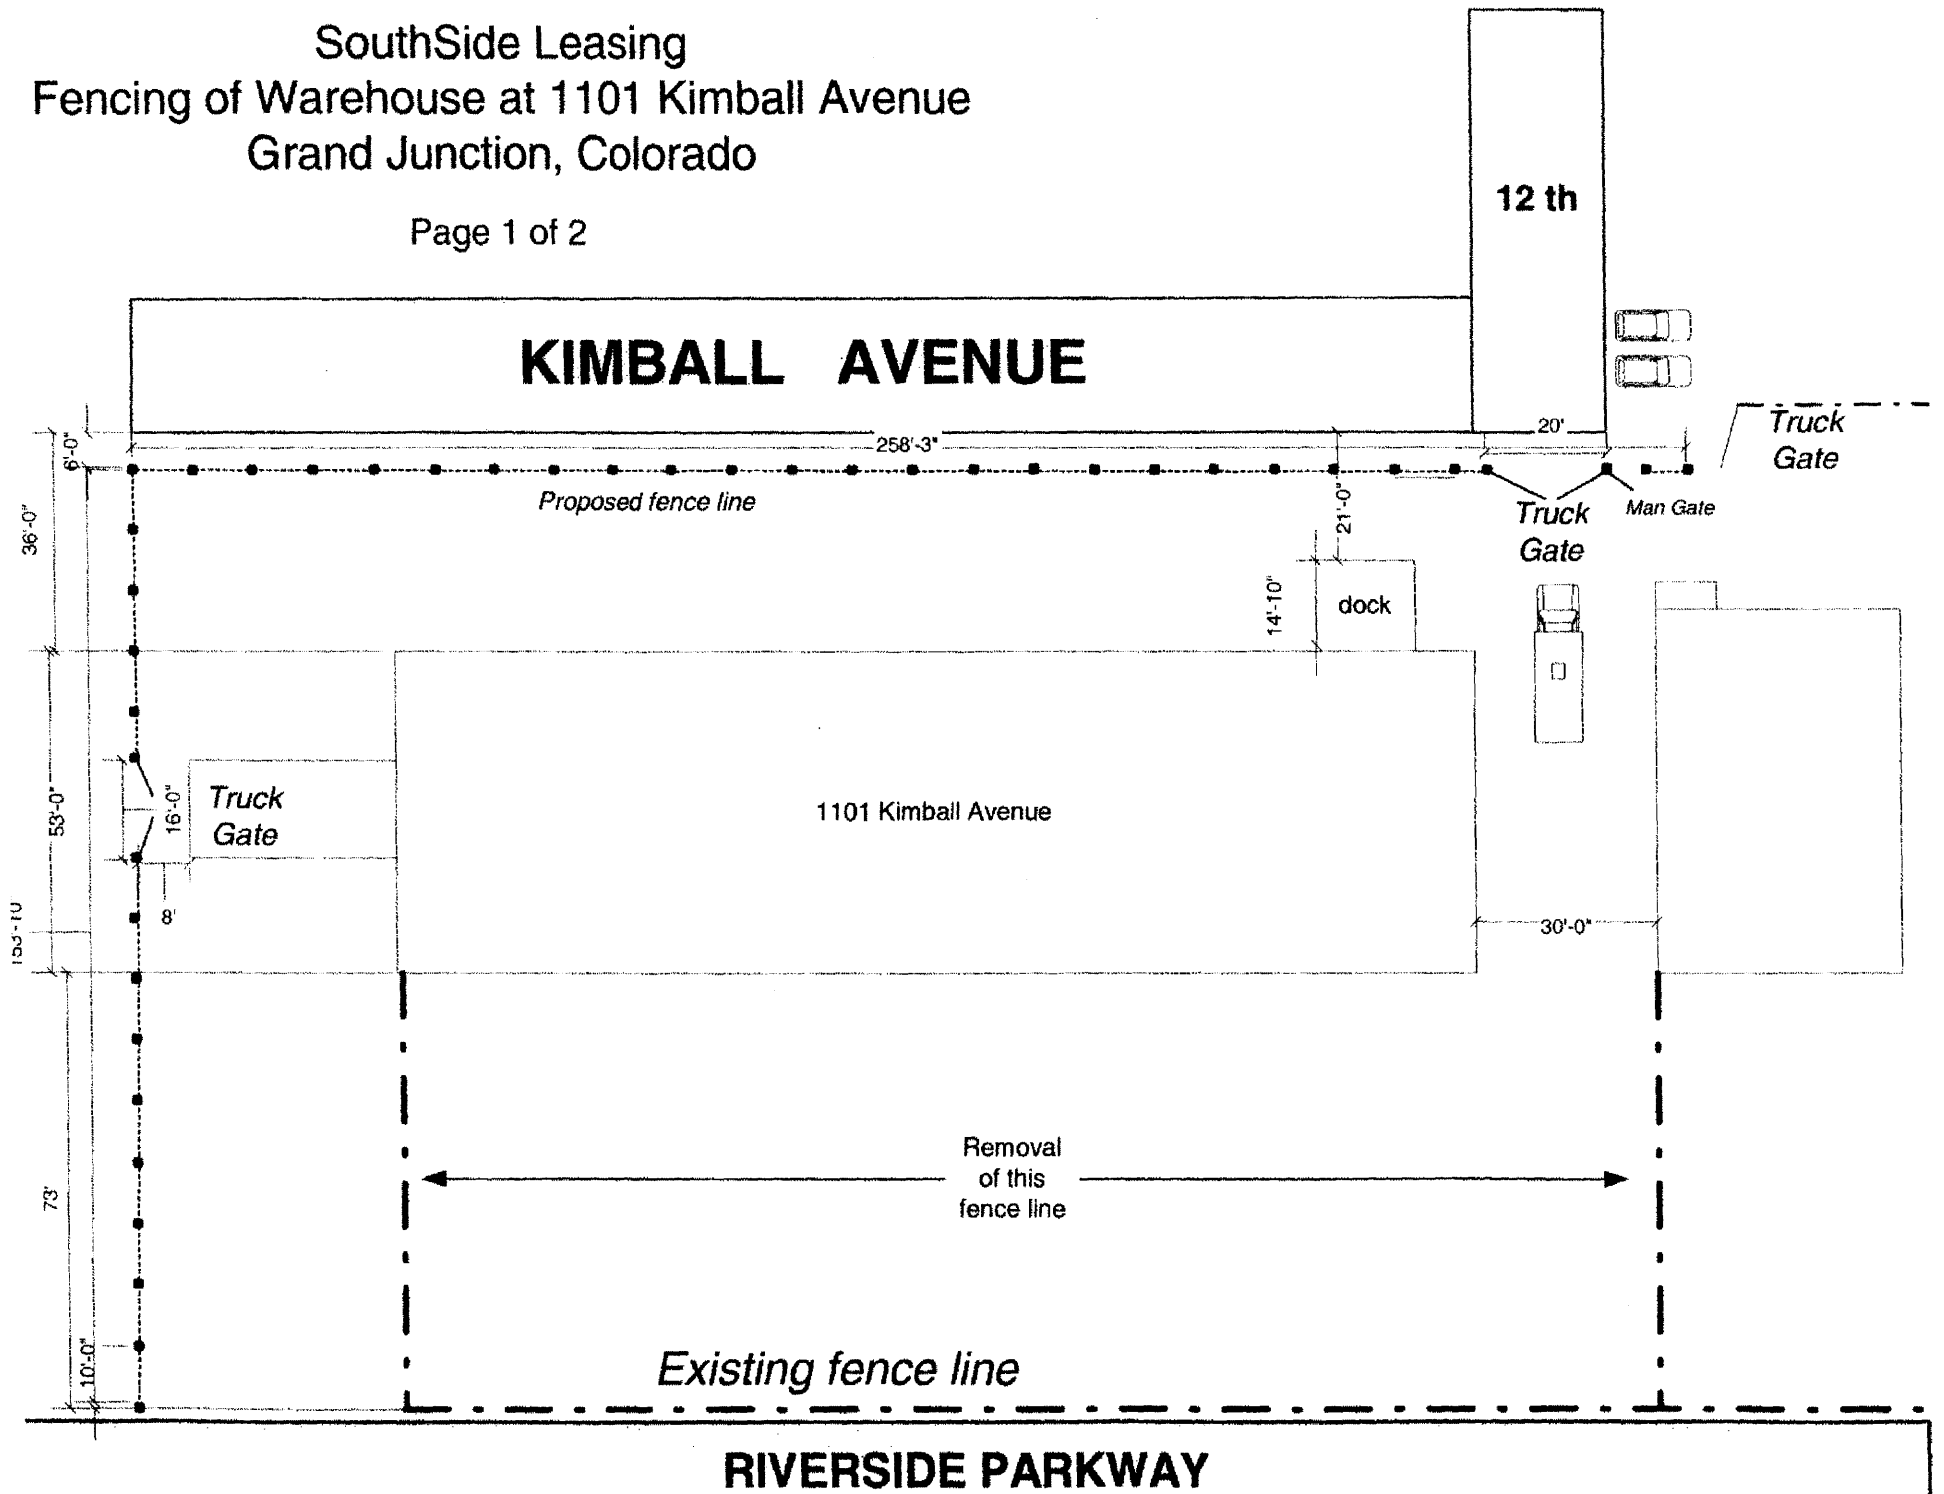 SouthSide Leasing
Fencing of Warehouse at 1101 Kimball Avenue
Grand Junction, Colorado
Page 1 of 2
12 th
KIMBALL AVENUE
Truck
Gate
20'
258'-3"
6'-0"
Proposed fence line
36'-0"
21'-0"
Truck
Gate
Man Gate
14'-10"
dock
53'-0"
16'-0"
Truck
Gate
1101 Kimball Avenue
8'
30'-0"
73'
Removal
of this
fence line
10'-0"
Existing fence line
RIVERSIDE PARKWAY